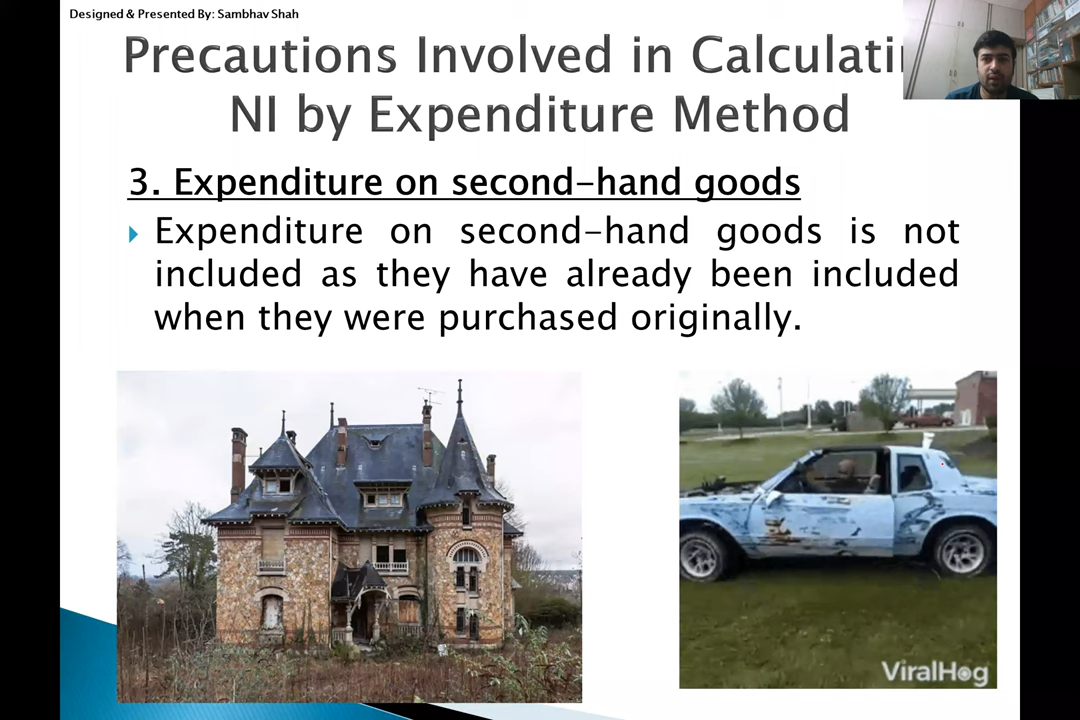 Designed & Presented By: Sambhav Shah
Precautions Involved in Calculati
NI by Expenditure Method
3. Expenditure on second-hand goods
Expenditure on second-hand goods is not
included as they have already been included
when they were purchased originally.
ViralHog